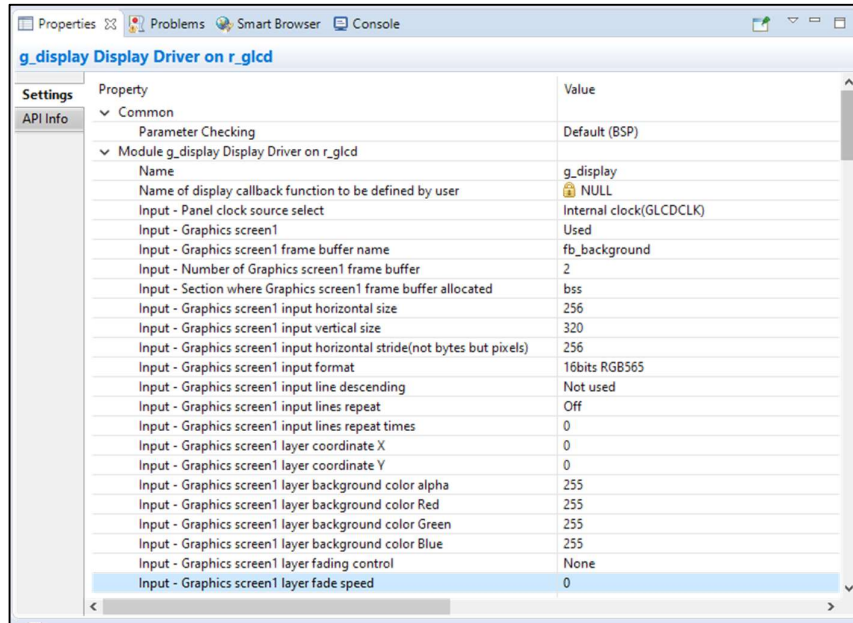 Properties Problems Smart Browser Console
g_display Display Driver on r_glcd
Settings
API Info
Property Value
Common
Parameter Checking Default (BSP)
Module g_display Display Driver on r_glcd
Name g_display
Name of display callback function to be defined by user NULL
Input - Panel clock source select Internal clock(GLCDCLK)
Input - Graphics screen1 Used
Input - Graphics screen1 frame buffer name fb_background
Input - Number of Graphics screen1 frame buffer 2
Input - Section where Graphics screen1 frame buffer allocated bss
Input - Graphics screen1 input horizontal size 256
Input - Graphics screen1 input vertical size 320
Input - Graphics screen1 input horizontal stride(not bytes but pixels) 256
Input - Graphics screen1 input format 16bits RGB565
Input - Graphics screen1 input line descending Not used
Input - Graphics screen1 input lines repeat Off
Input - Graphics screen1 input lines repeat times 0
Input - Graphics screen1 layer coordinate X 0
Input - Graphics screen1 layer coordinate Y 0
Input - Graphics screen1 layer background color alpha 255
Input - Graphics screen1 layer background color Red 255
Input - Graphics screen1 layer background color Green 255
Input - Graphics screen1 layer background color Blue 255
Input - Graphics screen1 layer fading control None
Input - Graphics screen1 layer fade speed 0